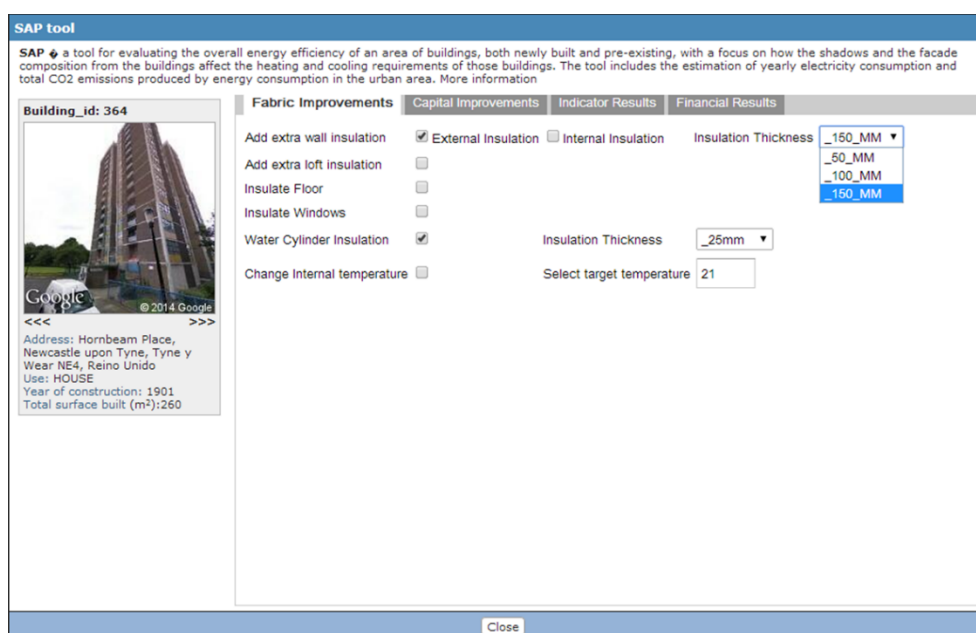 SAP tool
SAP � a tool for evaluating the overall energy efficiency of an area of buildings, both newly built and pre-existing, with a focus on how the shadows and the facade
composition from the buildings affect the heating and cooling requirements of those buildings. The tool includes the estimation of yearly electricity consumption and
total CO2 emissions produced by energy consumption in the urban area. More information
Building_id: 364
Google
© 2014 Google
<<< >>>
Address: Hornbeam Place,
Newcastle upon Tyne, Tyne y
Wear NE4, Reino Unido
Use: HOUSE
Year of construction: 1901
Total surface built (m²):260
Fabric Improvements Capital Improvements Indicator Results Financial Results
Add extra wall insulation External Insulation Internal Insulation Insulation Thickness _150_MM
_50_MM
_100_MM
_150_MM
Add extra loft insulation
Insulate Floor
Insulate Windows
Water Cylinder Insulation Insulation Thickness _25mm
Change Internal temperature Select target temperature 21
Close